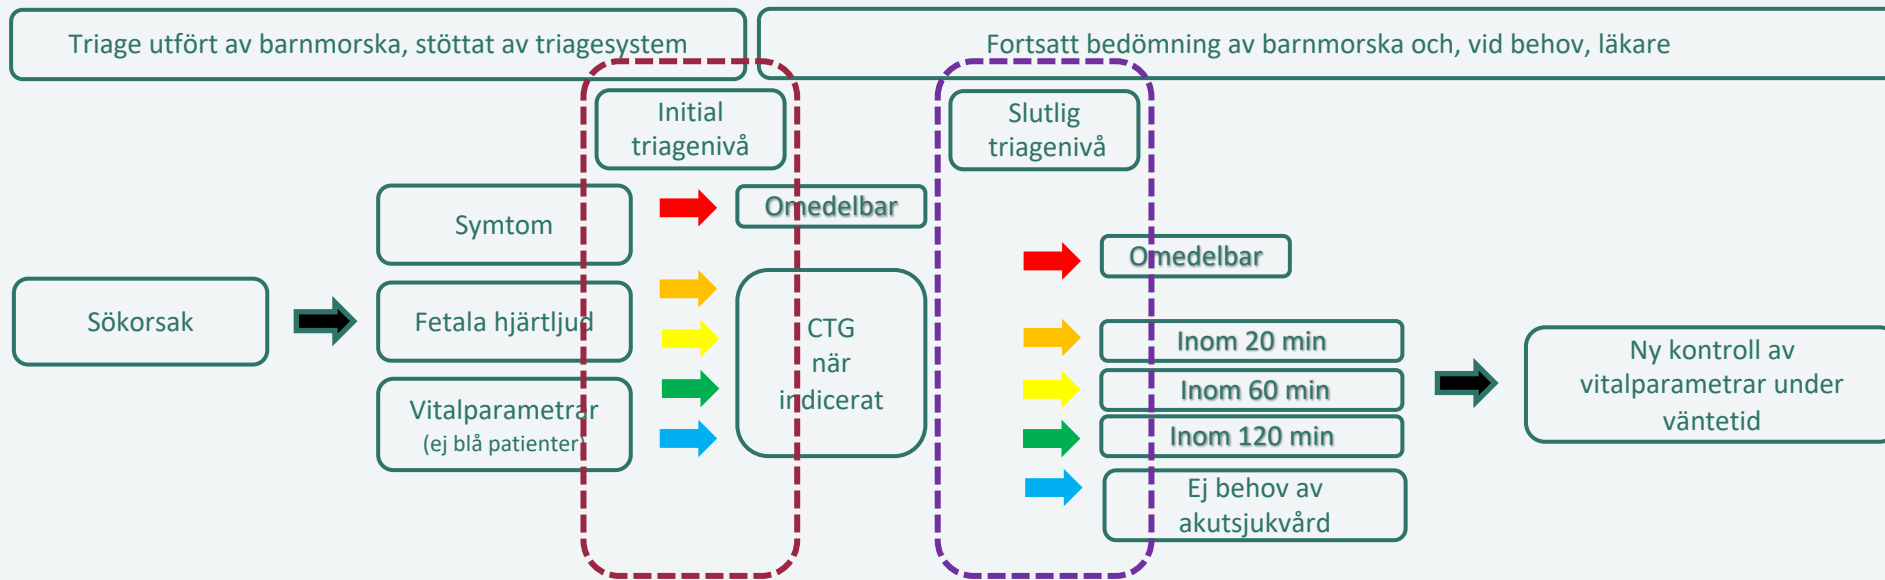 Triage utfört av barnmorska, stöttat av triagesystem
Fortsatt bedömning av barnmorska och, vid behov, läkare
Initial
triagenivå
Slutlig
triagenivå
Sökorsak
Symtom
Fetala hjärtljud
Vitalparametrar
(ej blå patienter)
Omedelbar
CTG
när
indicerat
Omedelbar
Inom 20 min
Inom 60 min
Inom 120 min
Ej behov av
akutsjukvård
Ny kontroll av
vitalparametrar under
väntetid